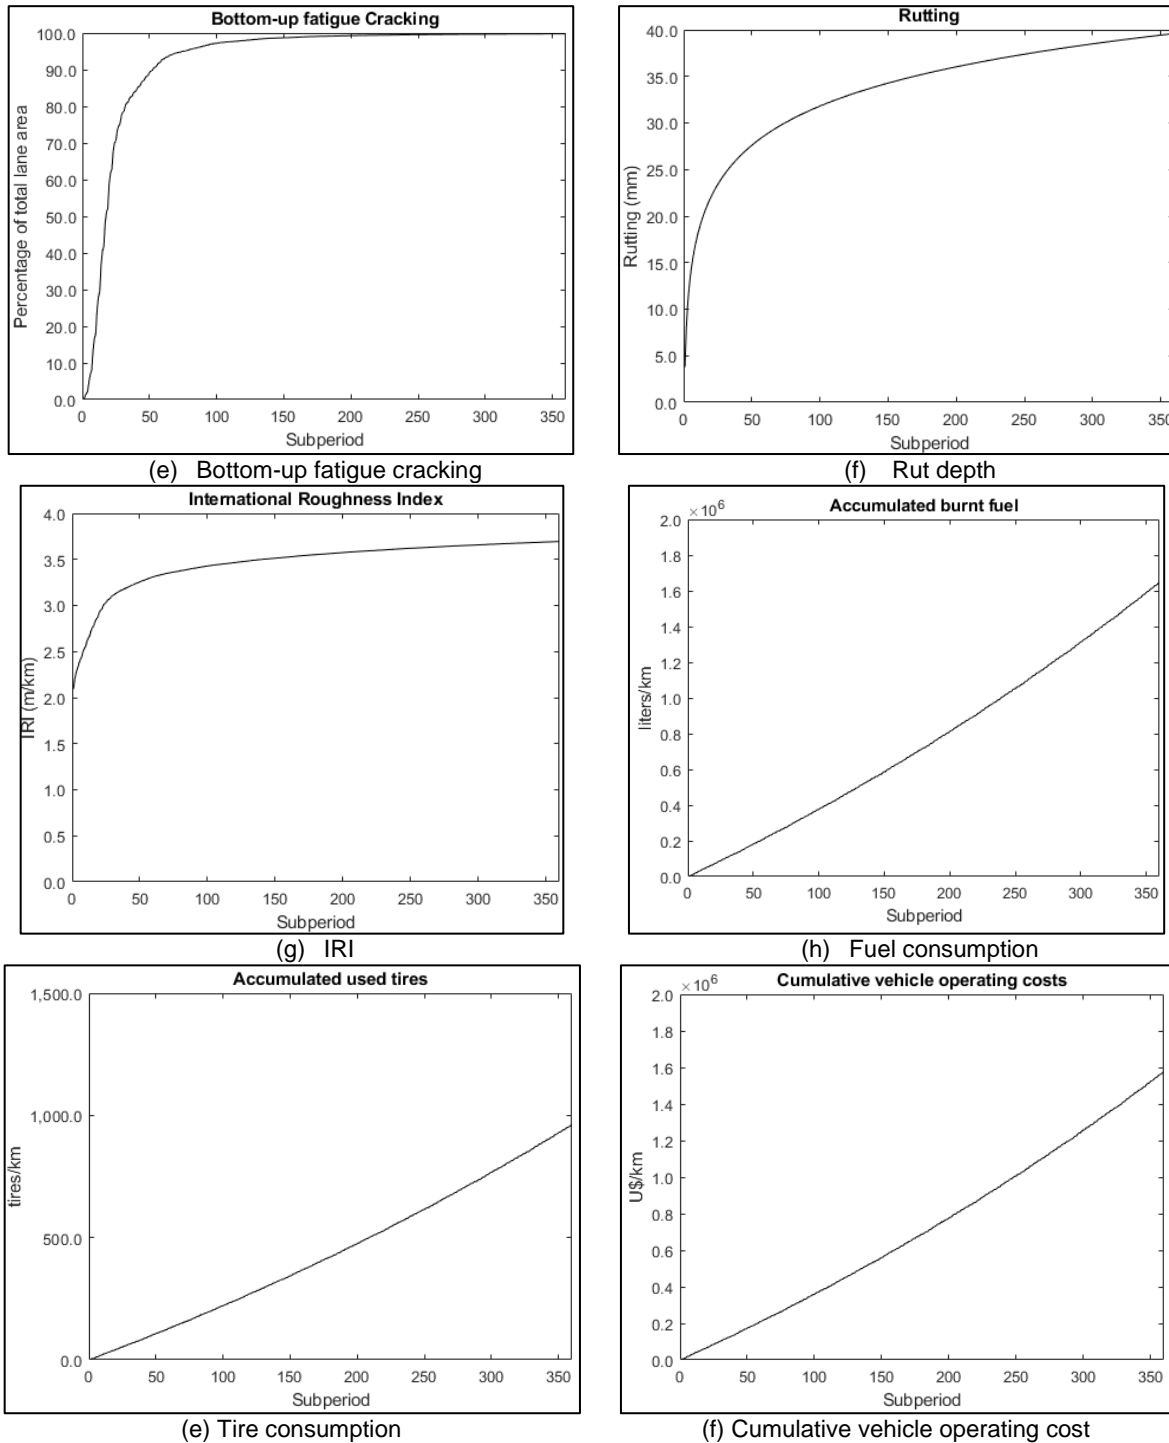 Bottom-up fatigue Cracking
100.0
90.0
80.0
70.0
60.0
50.0
40.0
30.0
20.0
10.0
0.0
Percentage of total lane area
0 50 100 150 200 250 300 350
Subperiod
(e) Bottom-up fatigue cracking
Rutting
40.0
35.0
30.0
25.0
20.0
15.0
10.0
5.0
0.0
Rutting (mm)
0 50 100 150 200 250 300 350
Subperiod
(f) Rut depth
International Roughness Index
4.0
3.5
3.0
2.5
2.0
1.5
1.0
0.5
0.0
IRI (m/km)
0 50 100 150 200 250 300 350
Subperiod
(g) IRI
Accumulated burnt fuel
×10⁶
2.0
1.8
1.6
1.4
1.2
1.0
0.8
0.6
0.4
0.2
0.0
liters/km
0 50 100 150 200 250 300 350
Subperiod
(h) Fuel consumption
Accumulated used tires
1,500.0
1,000.0
500.0
0.0
tires/km
0 50 100 150 200 250 300 350
Subperiod
(e) Tire consumption
Cumulative vehicle operating costs
×10⁶
2.0
1.8
1.6
1.4
1.2
1.0
0.8
0.6
0.4
0.2
0.0
U$/km
0 50 100 150 200 250 300 350
Subperiod
(f) Cumulative vehicle operating cost